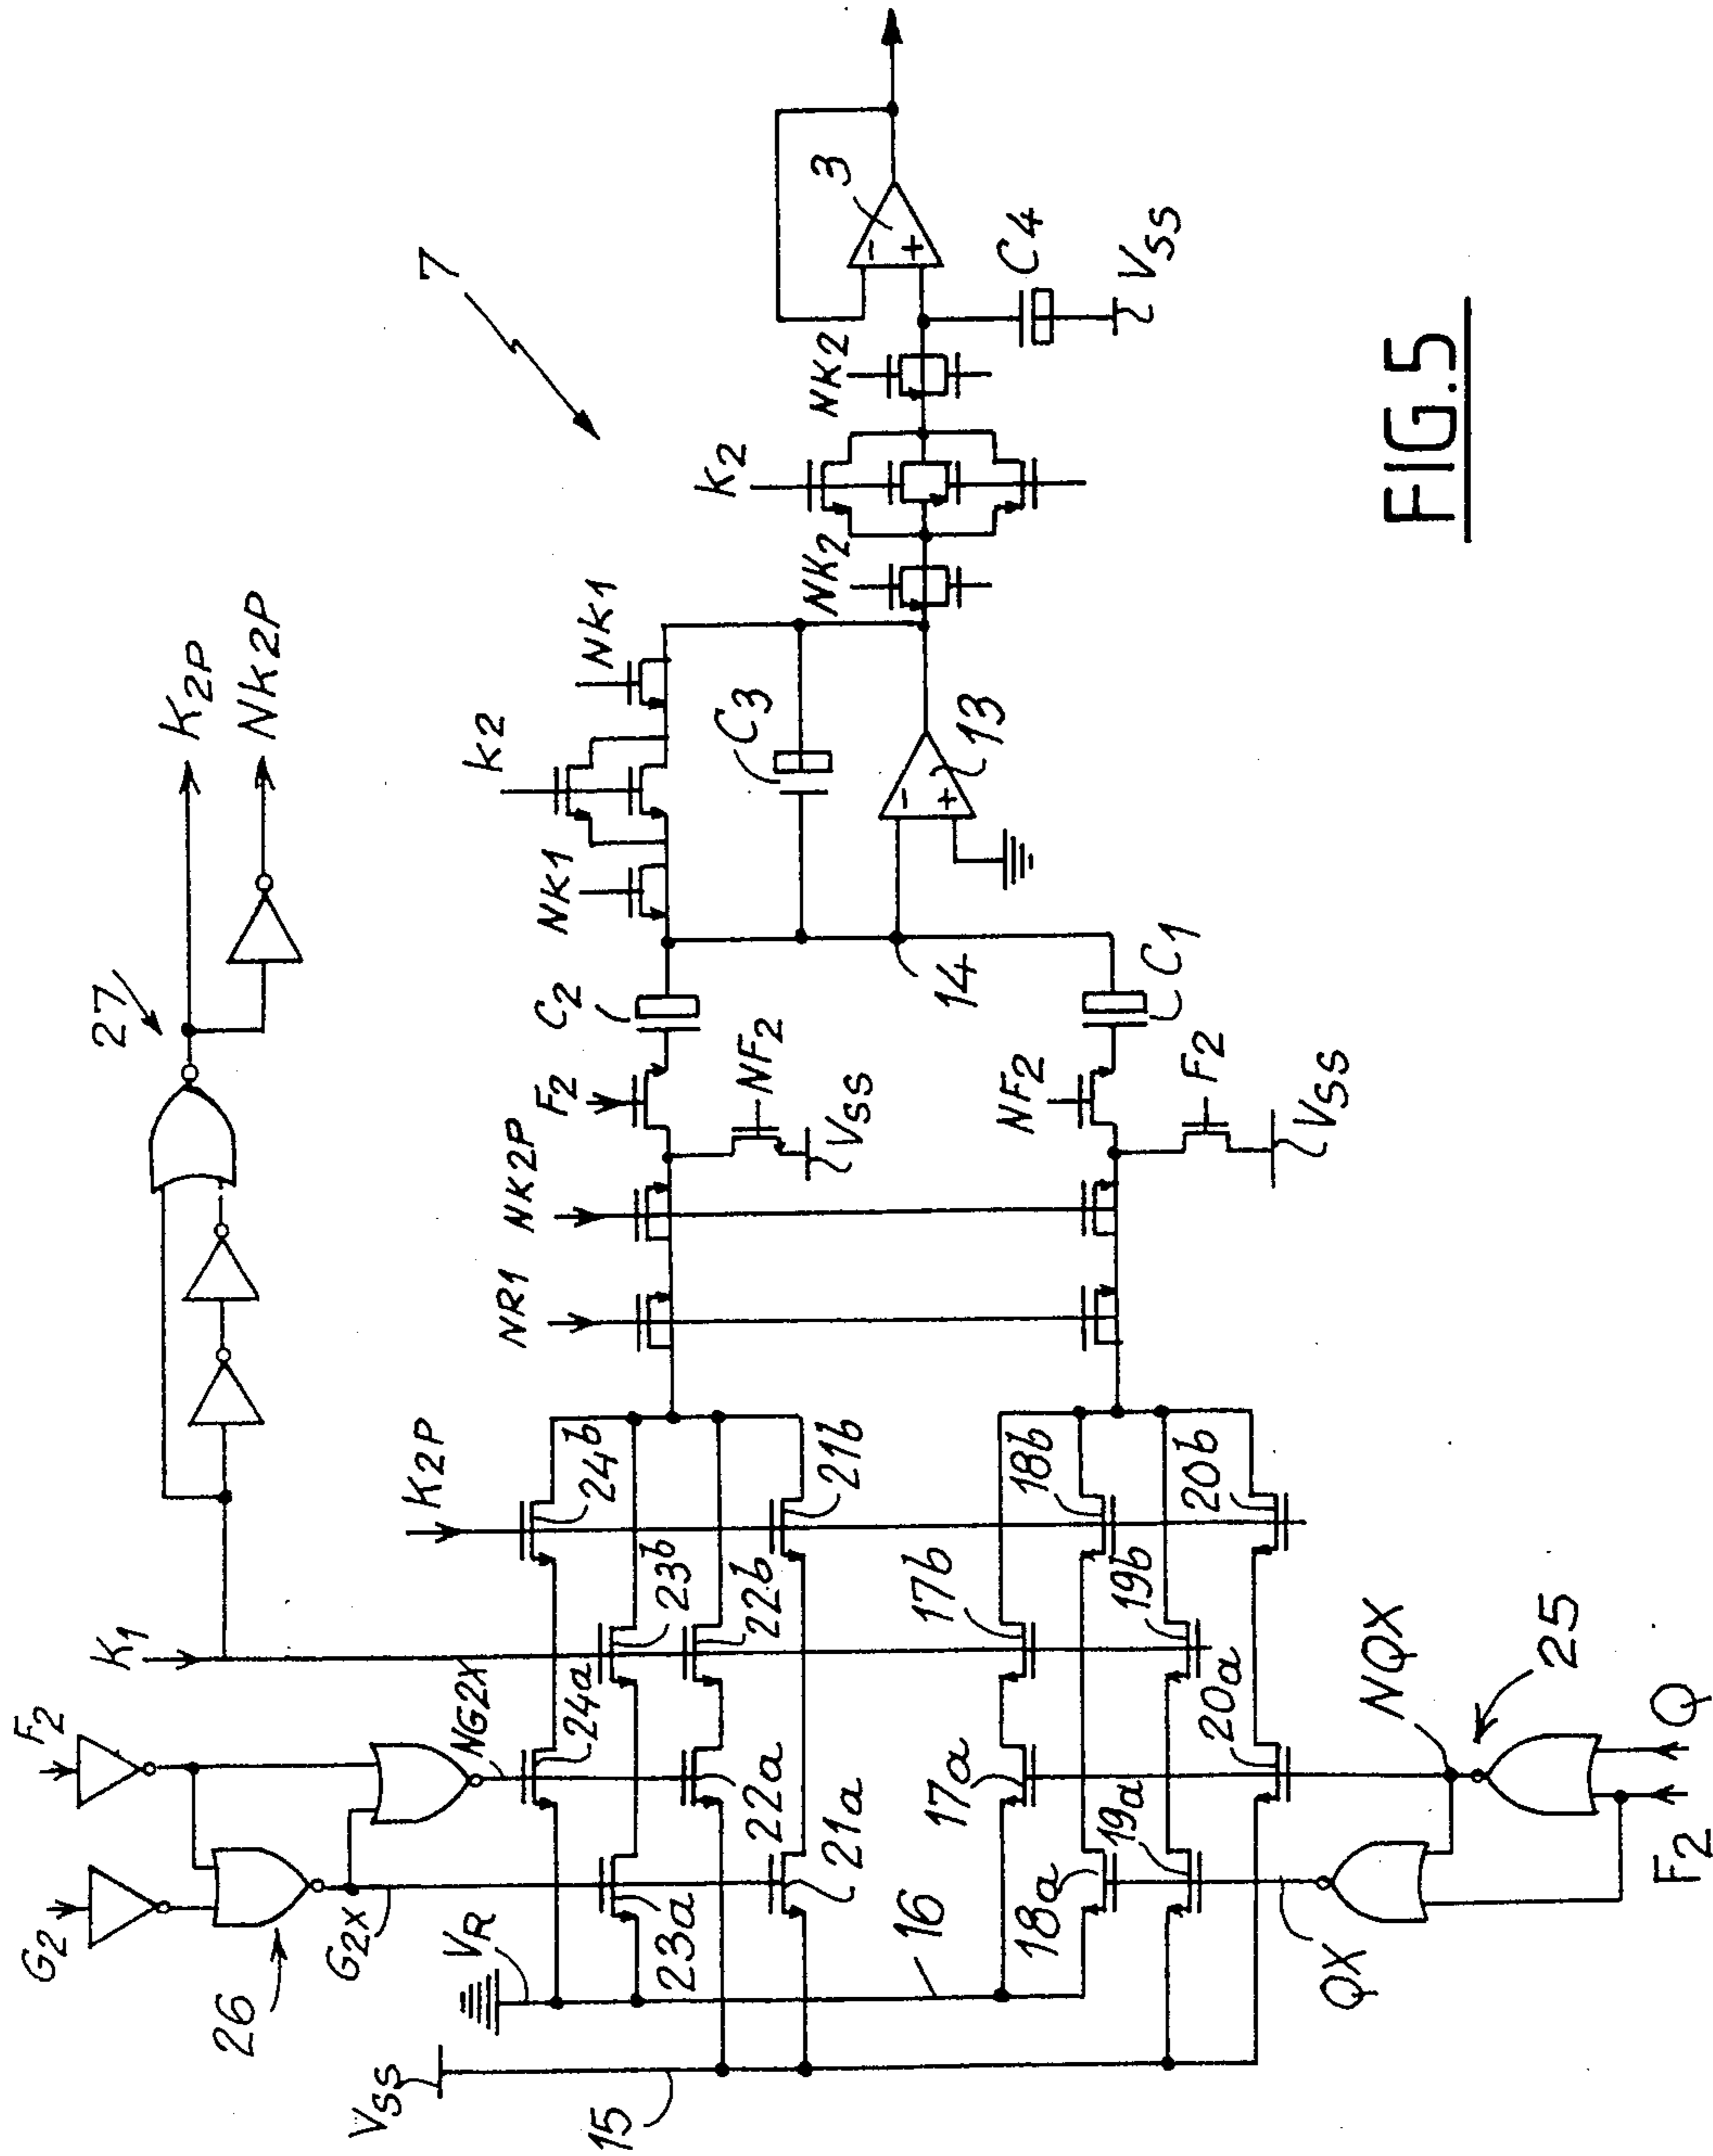 7
27
K2P
NK2P
K1
F2
G2
26
G2X
NG2X
VSS
VR
15
16
K2P
24b
23b
24a
22b
21b
22a
23a
21a
17b
18b
17a
18a
19b
20b
19a
20a
NQX
QX
25
Q
F2
NR1
NK2P
F2
NF2
VSS
C2
NF2
F2
VSS
C1
14
NK1
K2
NK1
C3
-
+
13
NK2
K2
NK2
3
-
+
C4
VSS
FIG.5